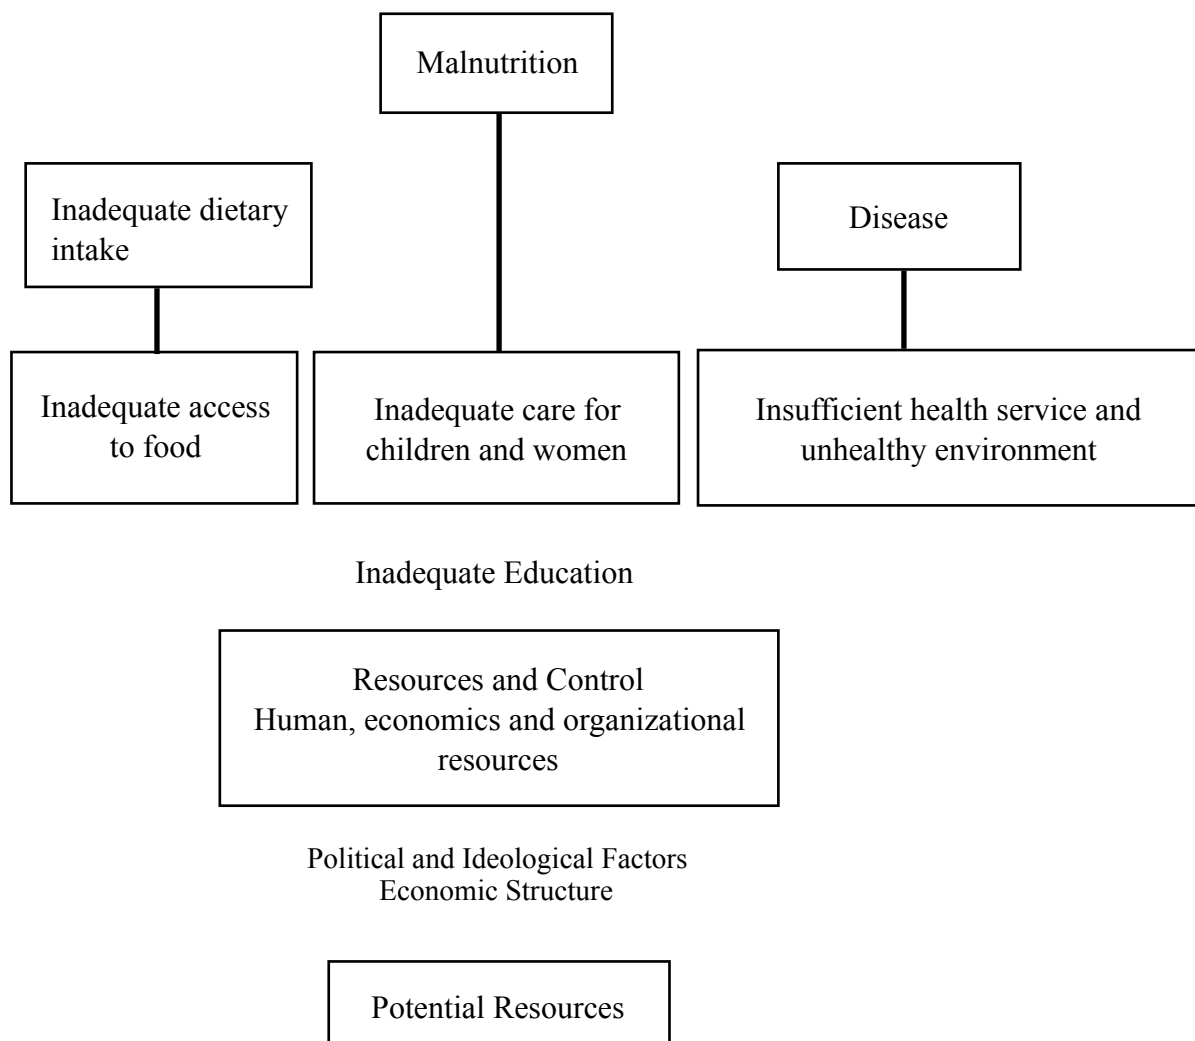 Malnutrition
Inadequate dietary
intake
Disease
Inadequate access
to food
Inadequate care for
children and women
Insufficient health service and
unhealthy environment
Inadequate Education
Resources and Control
Human, economics and organizational
resources
Political and Ideological Factors
Economic Structure
Potential Resources